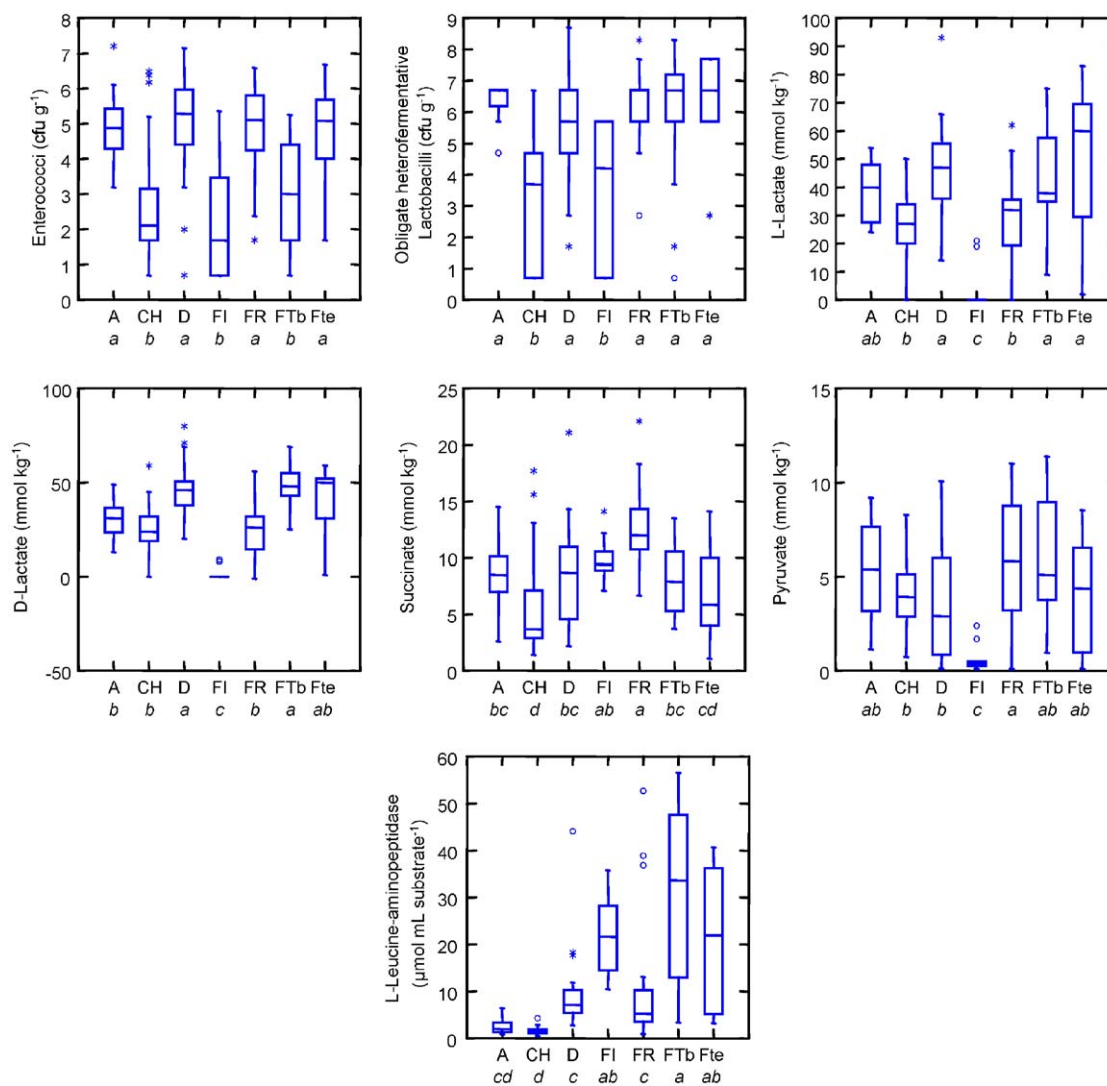 Enterococci (cfu g⁻¹)
8
7
6
5
4
3
2
1
0
A CH D FI FR FTb Fte
a b a b a b a
Obligate heterofermentative
Lactobacilli (cfu g⁻¹)
9
8
7
6
5
4
3
2
1
0
A CH D FI FR FTb Fte
a b a b a a a
L-Lactate (mmol kg⁻¹)
100
90
80
70
60
50
40
30
20
10
0
A CH D FI FR FTb Fte
ab b a c b a a
D-Lactate (mmol kg⁻¹)
100
50
0
-50
A CH D FI FR FTb Fte
b b a c b a ab
Succinate (mmol kg⁻¹)
25
20
15
10
5
0
A CH D FI FR FTb Fte
bc d bc ab a bc cd
Pyruvate (mmol kg⁻¹)
15
10
5
0
A CH D FI FR FTb Fte
ab b b c a ab ab
L-Leucine-aminopeptidase
(µmol mL substrate⁻¹)
60
50
40
30
20
10
0
A CH D FI FR FTb Fte
cd d c ab c a ab